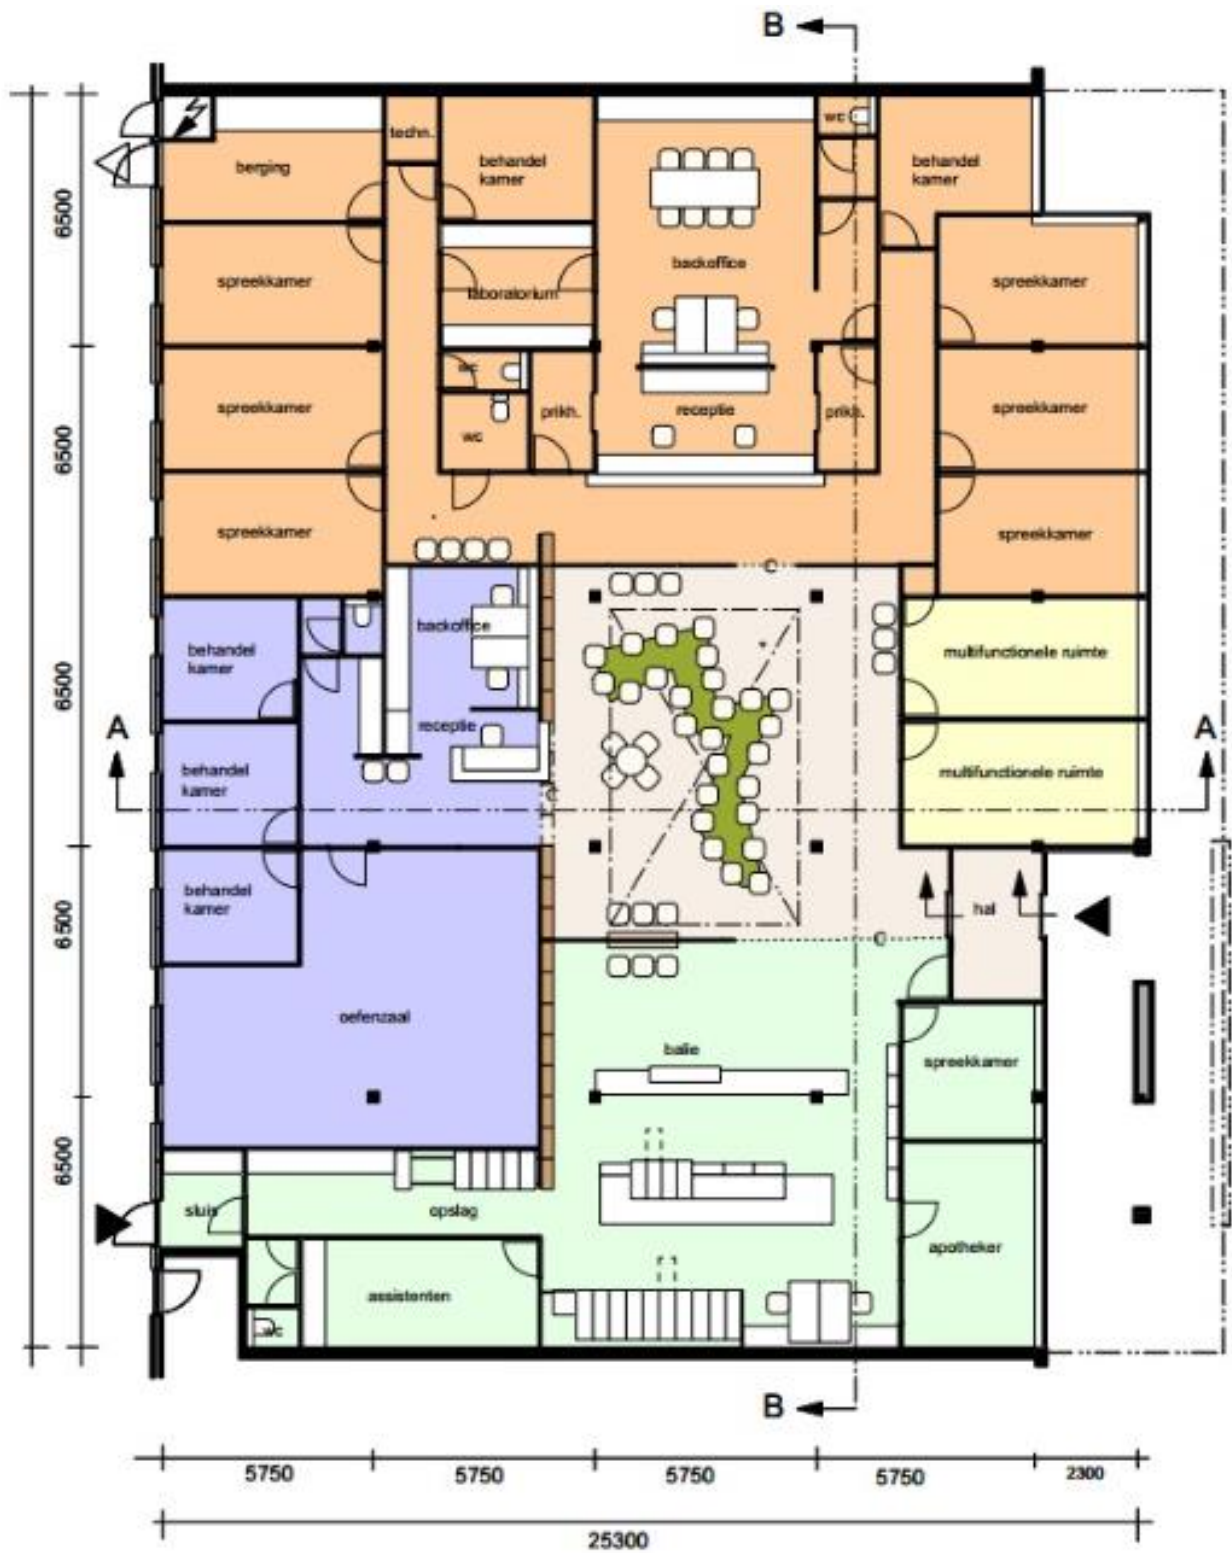 B
wc
techn.
behandel
kamer
behandel
kamer
berging
6500
backoffice
spreekkamer
spreekkamer
laboratorium
wc
spreekkamer
prikh.
receptie
prikh.
spreekkamer
6500
wc
spreekkamer
spreekkamer
backoffice
behandel
kamer
multifunctionele ruimte
6500
A
receptie
A
behandel
kamer
multifunctionele ruimte
C
behandel
kamer
hal
6500
C
oefenzaal
balie
spreekkamer
6500
sluis
opslag
apotheker
assistenten
wc
B
5750
5750
5750
5750
2300
25300